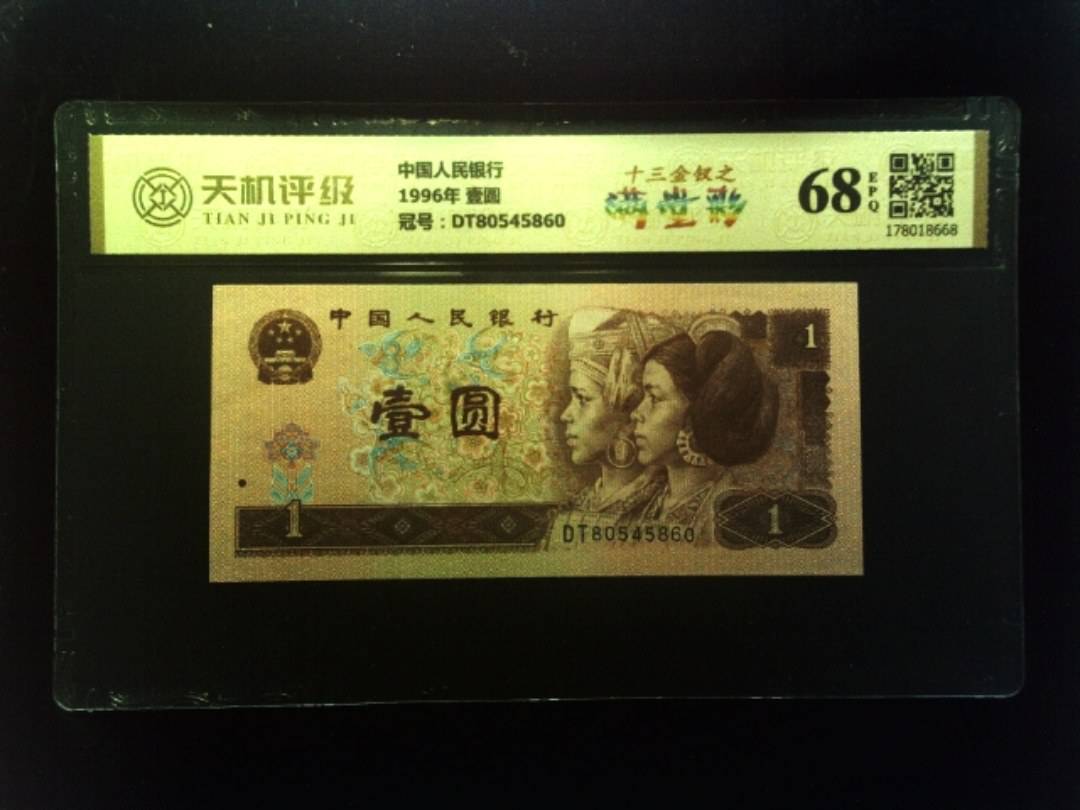 天机评级
TIAN JI PING JI
中国人民银行
1996年 壹圆
冠号：DT80545860
十三金钗之
满堂彩
68
EPQ
178018668
中国人民银行
1
壹圆
1
DT80545860
1